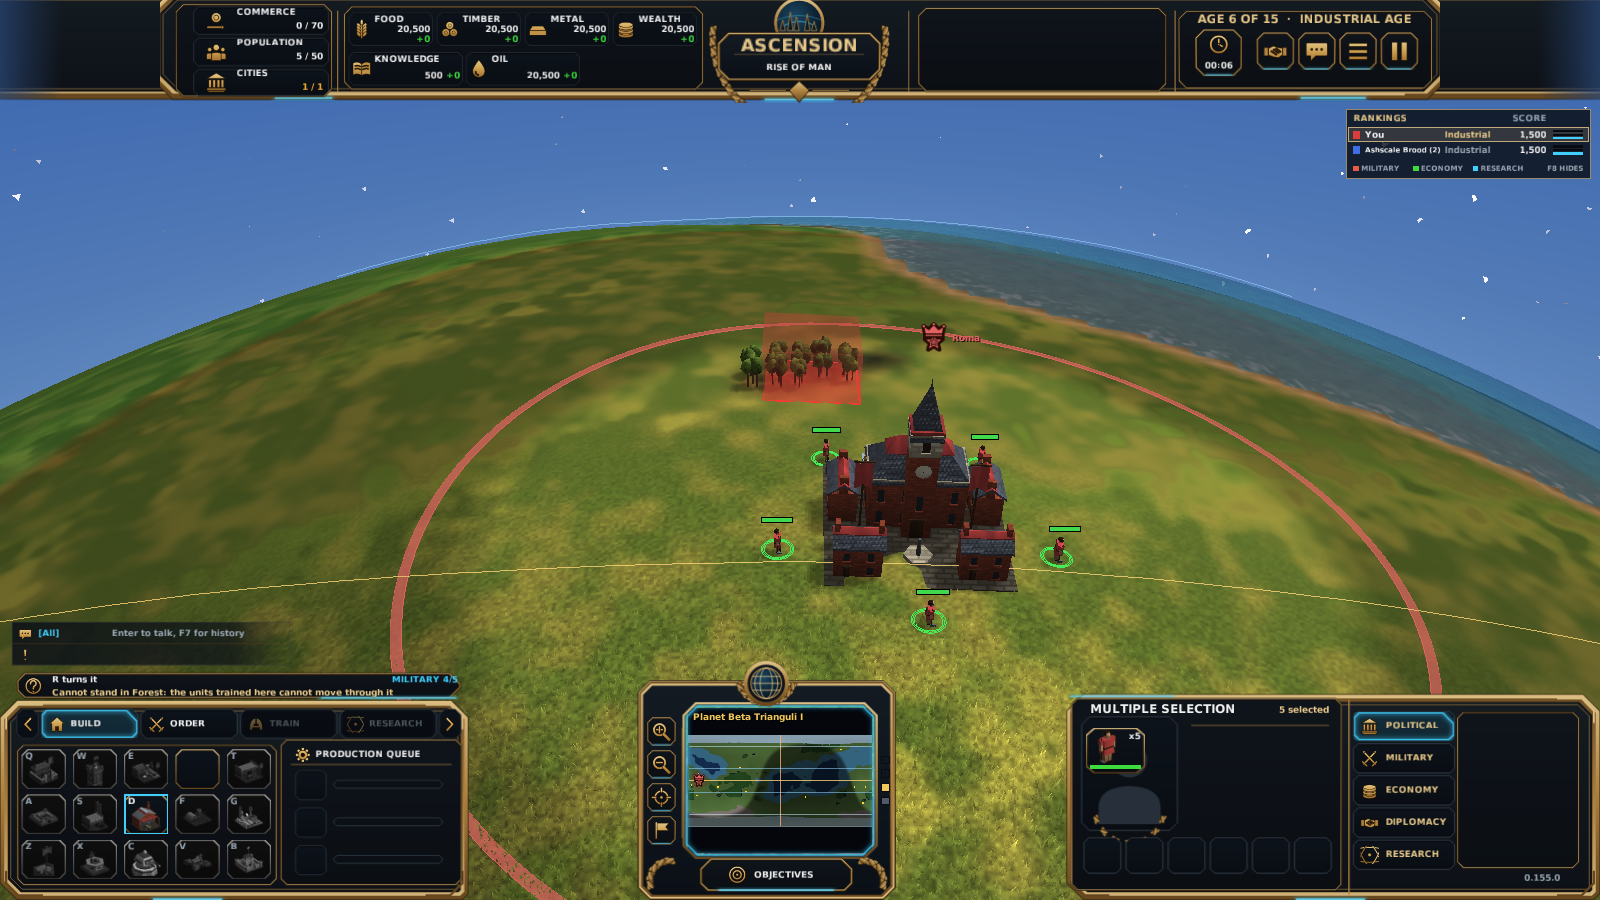 COMMERCE
0 / 70
POPULATION
5 / 50
CITIES
1 / 1
FOOD
20,500
+0
TIMBER
20,500
+0
METAL
20,500
+0
WEALTH
20,500
+0
KNOWLEDGE
500 +0
OIL
20,500 +0
ASCENSION
RISE OF MAN
AGE 6 OF 15 · INDUSTRIAL AGE
00:06
RANKINGS SCORE
You Industrial 1,500
Ashscale Brood (2) Industrial 1,500
MILITARY ECONOMY RESEARCH F8 HIDES
Roma
[All] Enter to talk, F7 for history
!
R turns it MILITARY 4/5
Cannot stand in Forest: the units trained here cannot move through it
BUILD ORDER TRAIN RESEARCH
Q W E T
A S D F G
Z X C V B
PRODUCTION QUEUE
Planet Beta Trianguli I
OBJECTIVES
MULTIPLE SELECTION 5 selected
x5
POLITICAL
MILITARY
ECONOMY
DIPLOMACY
RESEARCH
0.155.0